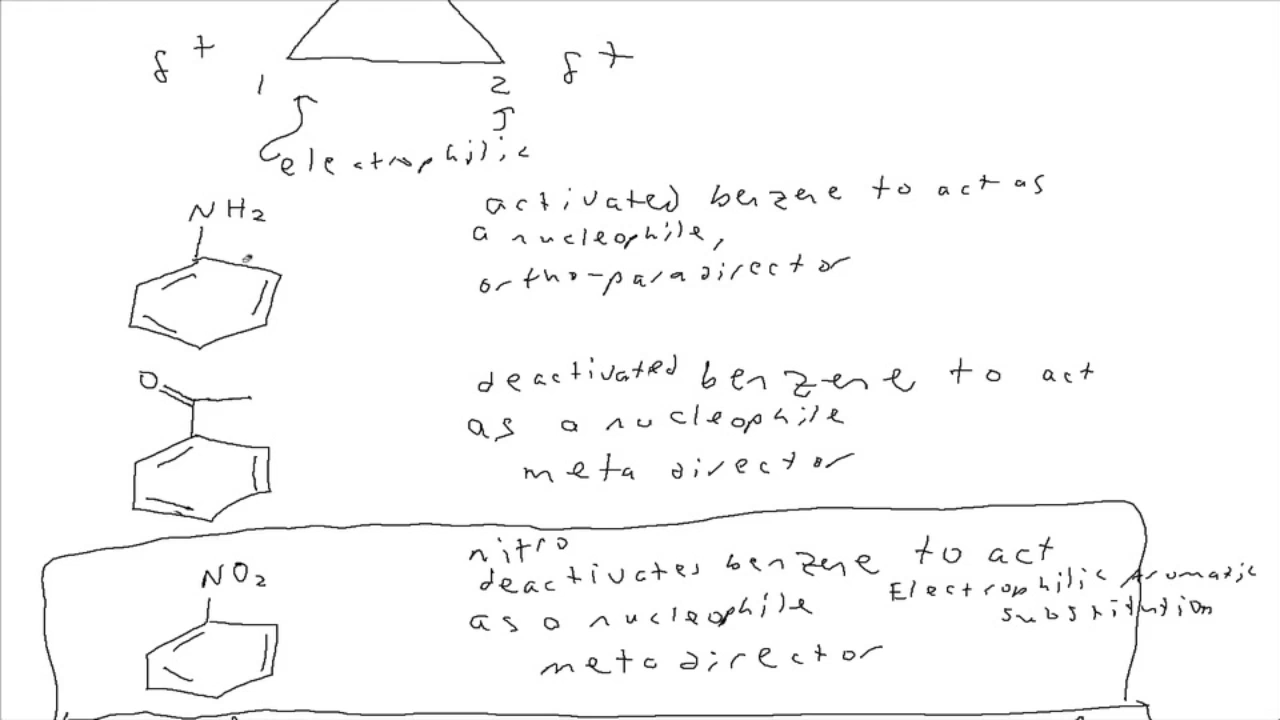 δ+ 1 2 δ+
electrophilic
NH2
activated benzene to act as
a nucleophile,
ortho-para director
O
deactivated benzene to act
as a nucleophile
meta director
NO2
nitro
deactivates benzene to act
as a nucleophile
meta director
Electrophilic Aromatic
Substitution